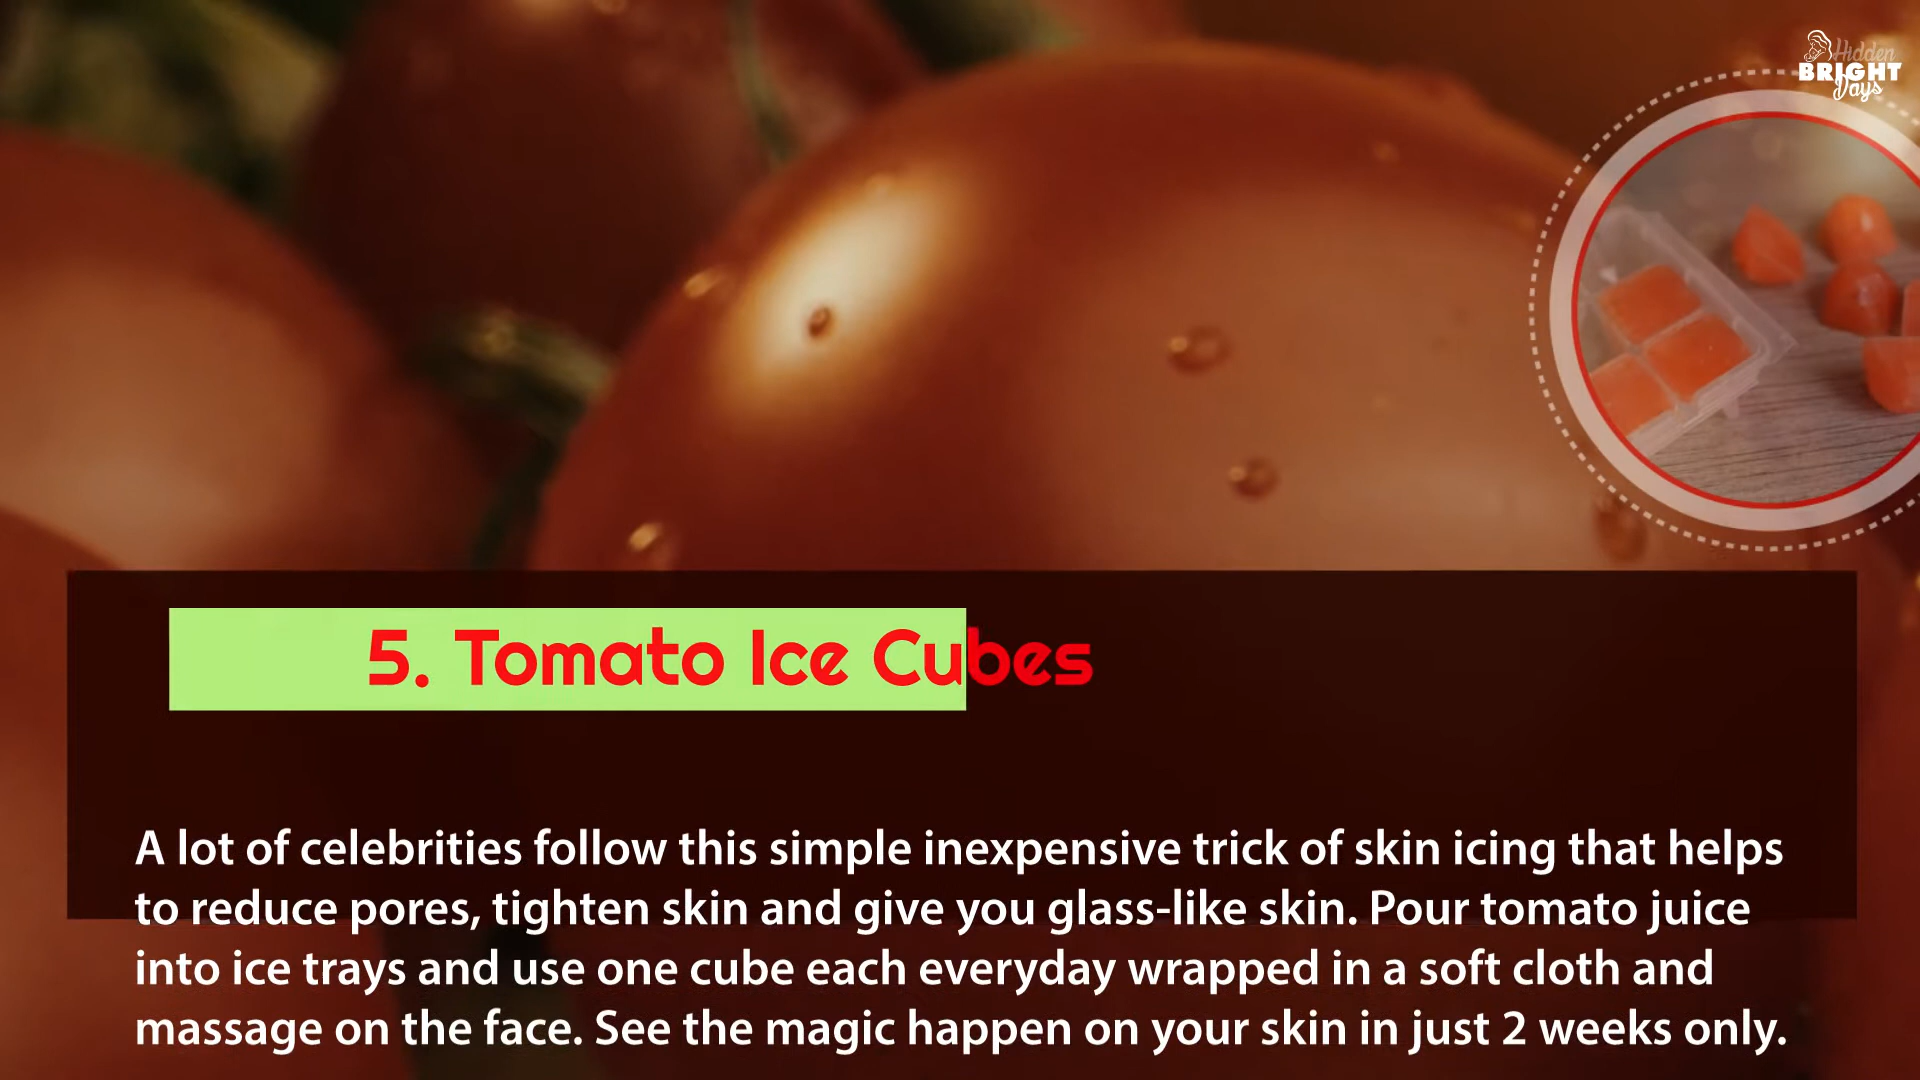 Hidden
BRIGHT
Days
5. Tomato Ice Cubes
A lot of celebrities follow this simple inexpensive trick of skin icing that helps
to reduce pores, tighten skin and give you glass-like skin. Pour tomato juice
into ice trays and use one cube each everyday wrapped in a soft cloth and
massage on the face. See the magic happen on your skin in just 2 weeks only.